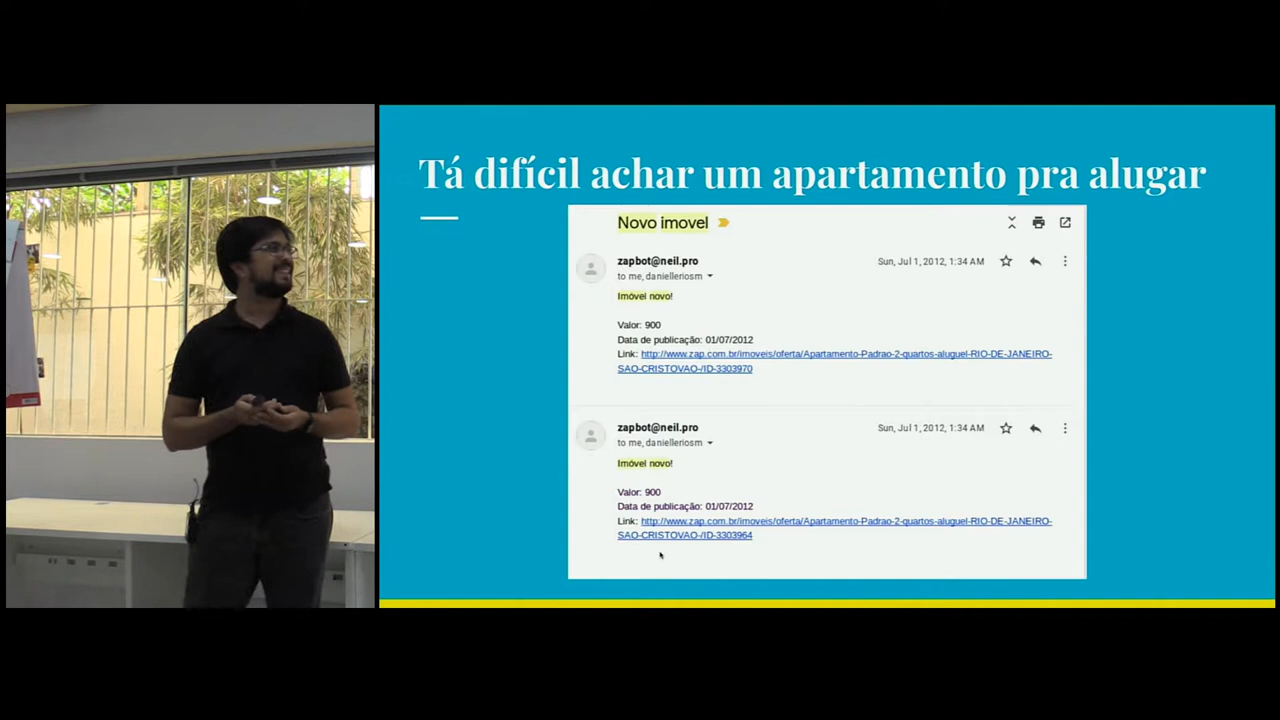 Tá difícil achar um apartamento pra alugar
Novo imovel
zapbot@neil.pro
Sun, Jul 1, 2012, 1:34 AM
to me, danielleriosm
Imóvel novo!
Valor: 900
Data de publicação: 01/07/2012
Link: http://www.zap.com.br/imoveis/oferta/Apartamento-Padrao-2-quartos-aluguel-RIO-DE-JANEIRO-
SAO-CRISTOVAO-/ID-3303970
zapbot@neil.pro
Sun, Jul 1, 2012, 1:34 AM
to me, danielleriosm
Imóvel novo!
Valor: 900
Data de publicação: 01/07/2012
Link: http://www.zap.com.br/imoveis/oferta/Apartamento-Padrao-2-quartos-aluguel-RIO-DE-JANEIRO-
SAO-CRISTOVAO-/ID-3303964